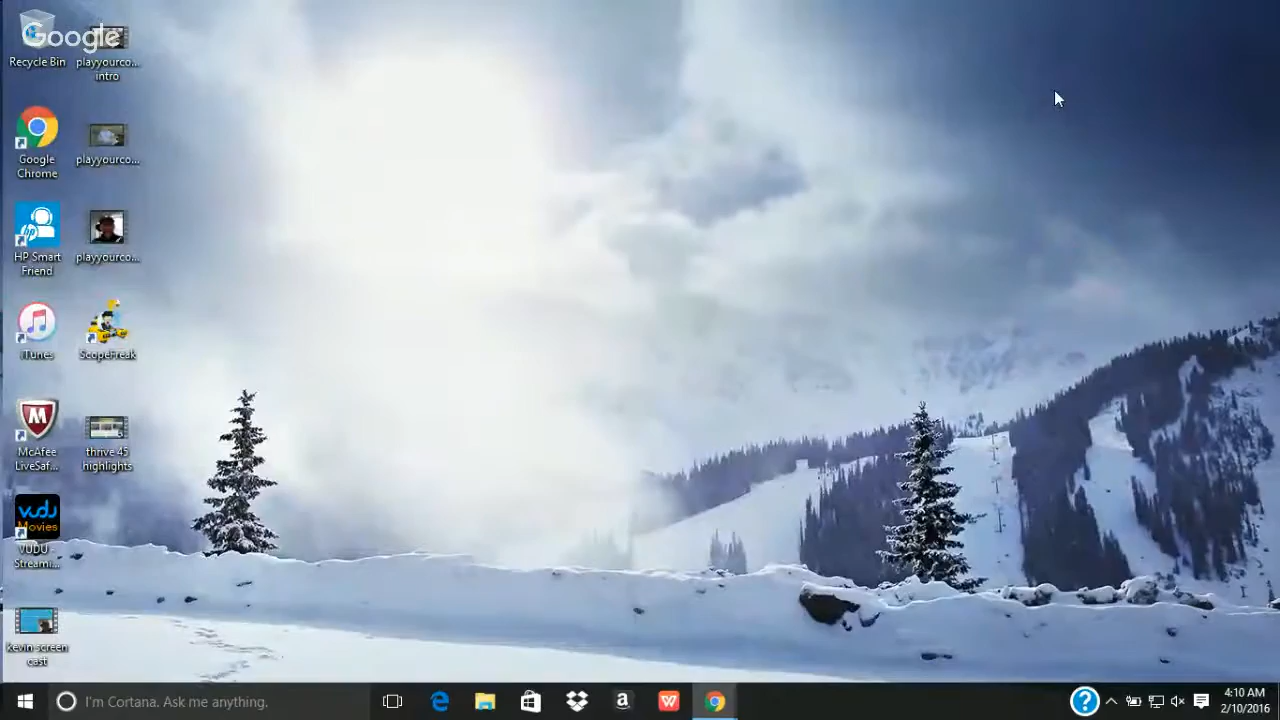 Google
Recycle Bin
playyourco...
intro
Google
Chrome
playyourco...
HP Smart
Friend
playyourco...
iTunes
ScopeFreak
McAfee
LiveSaf...
thrive 45
highlights
vudu
Movies
VUDU
Streami...
kevin screen
cast
I'm Cortana. Ask me anything.
4:10 AM
2/10/2016